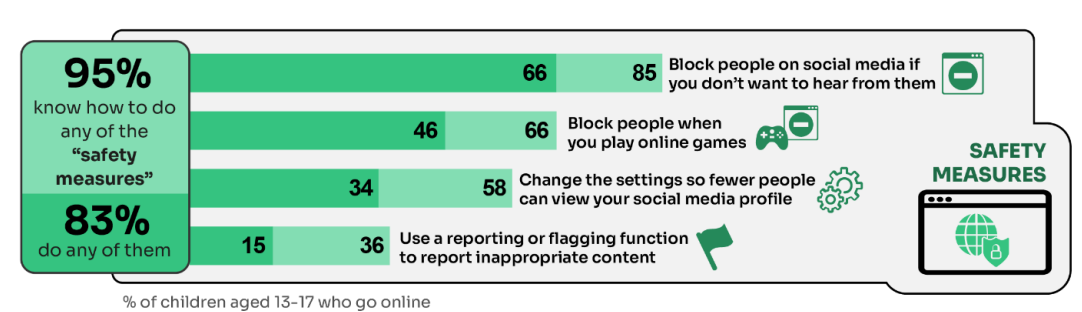 95%
know how to do
any of the
“safety
measures”
83%
do any of them
66
85
Block people on social media if
you don’t want to hear from them
46
66
Block people when
you play online games
34
58
Change the settings so fewer people
can view your social media profile
15
36
Use a reporting or flagging function
to report inappropriate content
SAFETY
MEASURES
% of children aged 13-17 who go online